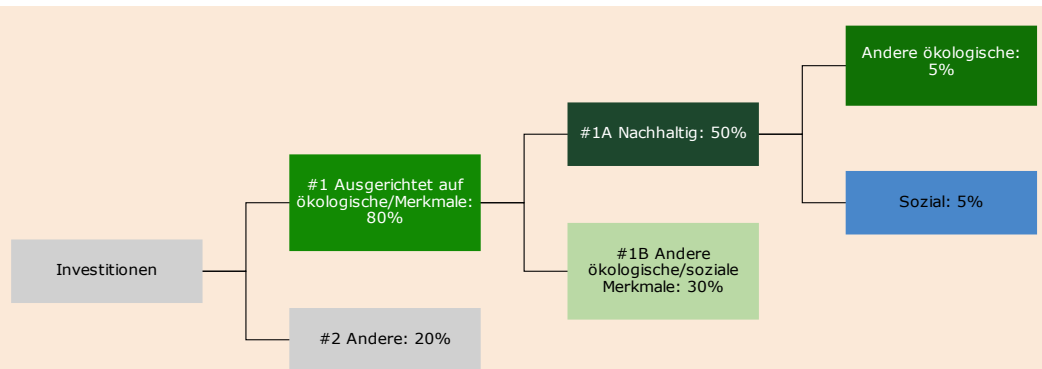 Investitionen
#1 Ausgerichtet auf
ökologische/Merkmale:
80%
#2 Andere: 20%
#1A Nachhaltig: 50%
#1B Andere
ökologische/soziale
Merkmale: 30%
Andere ökologische:
5%
Sozial: 5%